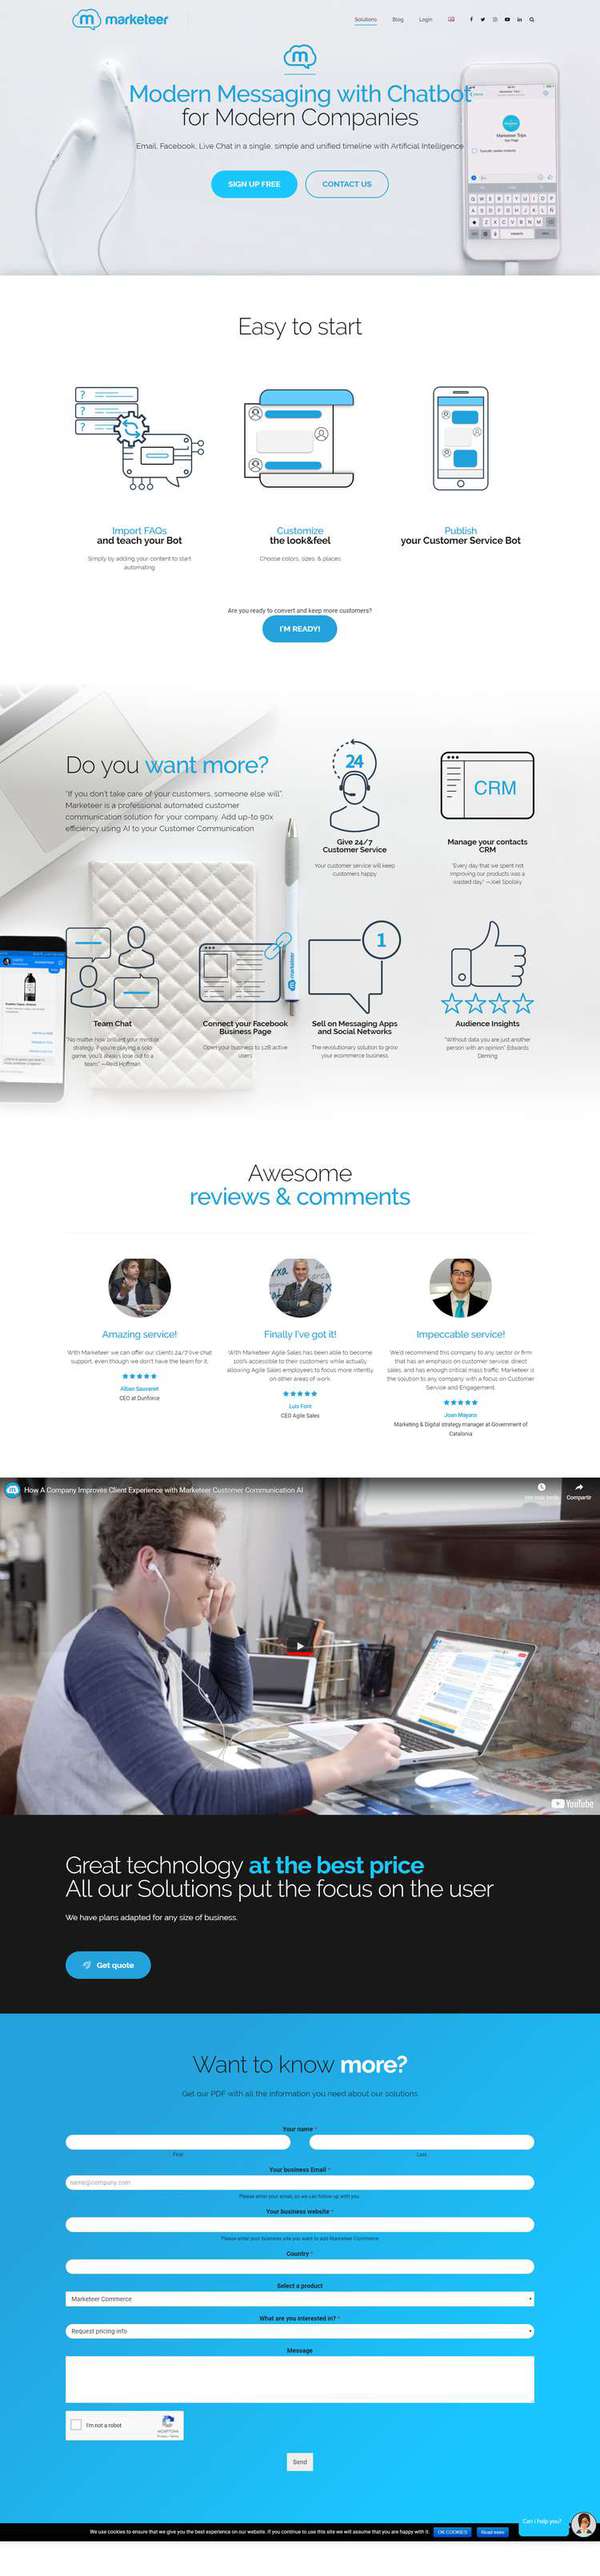 marketeer
Solutions Blog Login
m
Modern Messaging with Chatbot
for Modern Companies
Email, Facebook, Live Chat in a single, simple and unified timeline with Artificial Intelligence
SIGN UP FREE CONTACT US
Easy to start
Import FAQs
and teach your Bot
Simply by adding your content to start
automating
Customize
the look&feel
Choose colors, sizes, & places
Publish
your Customer Service Bot
Are you ready to convert and keep more customers?
I'M READY!
Do you want more?
"If you don't take care of your customers, someone else will".
Marketeer is a professional automated customer
communication solution for your company. Add up-to 90x
efficiency using AI to your Customer Communication
24
Give 24/7
Customer Service
Your customer service will keep
customers happy
CRM
Manage your contacts
CRM
"Every day that we spent not
improving our products was a
wasted day" —Joel Spolsky
Team Chat
"No matter how brilliant your mind or
strategy, if you're playing a solo
game, you'll always lose out to a
team." —Reid Hoffman
Connect your Facebook
Business Page
Open your business to 1.2B active
users
marketeer
1
Sell on Messaging Apps
and Social Networks
The revolutionary solution to grow
your ecommerce business
Audience Insights
"Without data you are just another
person with an opinion" Edwards
Deming
Awesome
reviews & comments
Amazing service!
With Marketeer we can offer our clients 24/7 live chat
support, even though we don't have the team for it.
Alban Sauvanet
CEO at Dunforce
Finally I've got it!
With Marketeer Agile Sales has been able to become
100% accessible to their customers while actually
allowing Agile Sales employees to focus more intently
on other areas of work.
Luis Font
CEO Agile Sales
Impeccable service!
We'd recommend this company to any sector or firm
that has an emphasis on customer service, direct
sales, and has enough critical mass traffic. Marketeer is
the solution to any company with a focus on Customer
Service and Engagement.
Joan Mayans
Marketing & Digital strategy manager at Government of
Catalonia
How A Company Improves Client Experience with Marketeer Customer Communication AI
Compartir
YouTube
Great technology at the best price
All our Solutions put the focus on the user
We have plans adapted for any size of business.
Get quote
Want to know more?
Get our PDF with all the information you need about our solutions
Your name *
First Last
Your business Email *
name@company.com
Please enter your email, so we can follow up with you.
Your business website *
Please enter your business site you want to add Marketeer Commerce
Country *
Select a product
Marketeer Commerce
What are you interested in? *
Request pricing info
Message
I'm not a robot
reCAPTCHA
Privacy - Terms
Send
Can I help you?
We use cookies to ensure that we give you the best experience on our website. If you continue to use this site we will assume that you are happy with it. OK COOKIES Read more